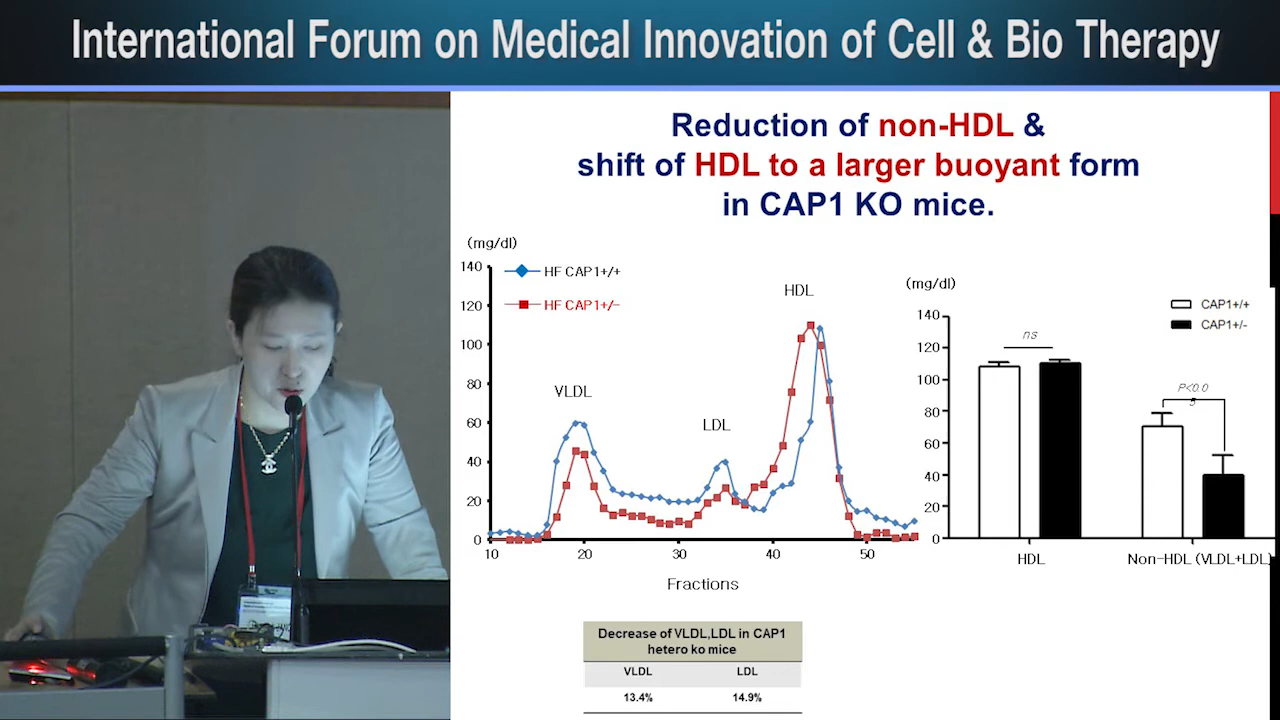 International Forum on Medical Innovation of Cell & Bio Therapy
Reduction of non-HDL &
shift of HDL to a larger buoyant form
in CAP1 KO mice.
(mg/dl)
140
120
100
80
60
40
20
0
10
20
30
40
50
HF CAP1+/+
HF CAP1+/-
VLDL
LDL
HDL
Fractions
(mg/dl)
140
120
100
80
60
40
20
0
CAP1+/+
CAP1+/-
ns
P<0.0
5
HDL
Non-HDL (VLDL+LDL)
Decrease of VLDL,LDL in CAP1
hetero ko mice
VLDL LDL
13.4% 14.9%